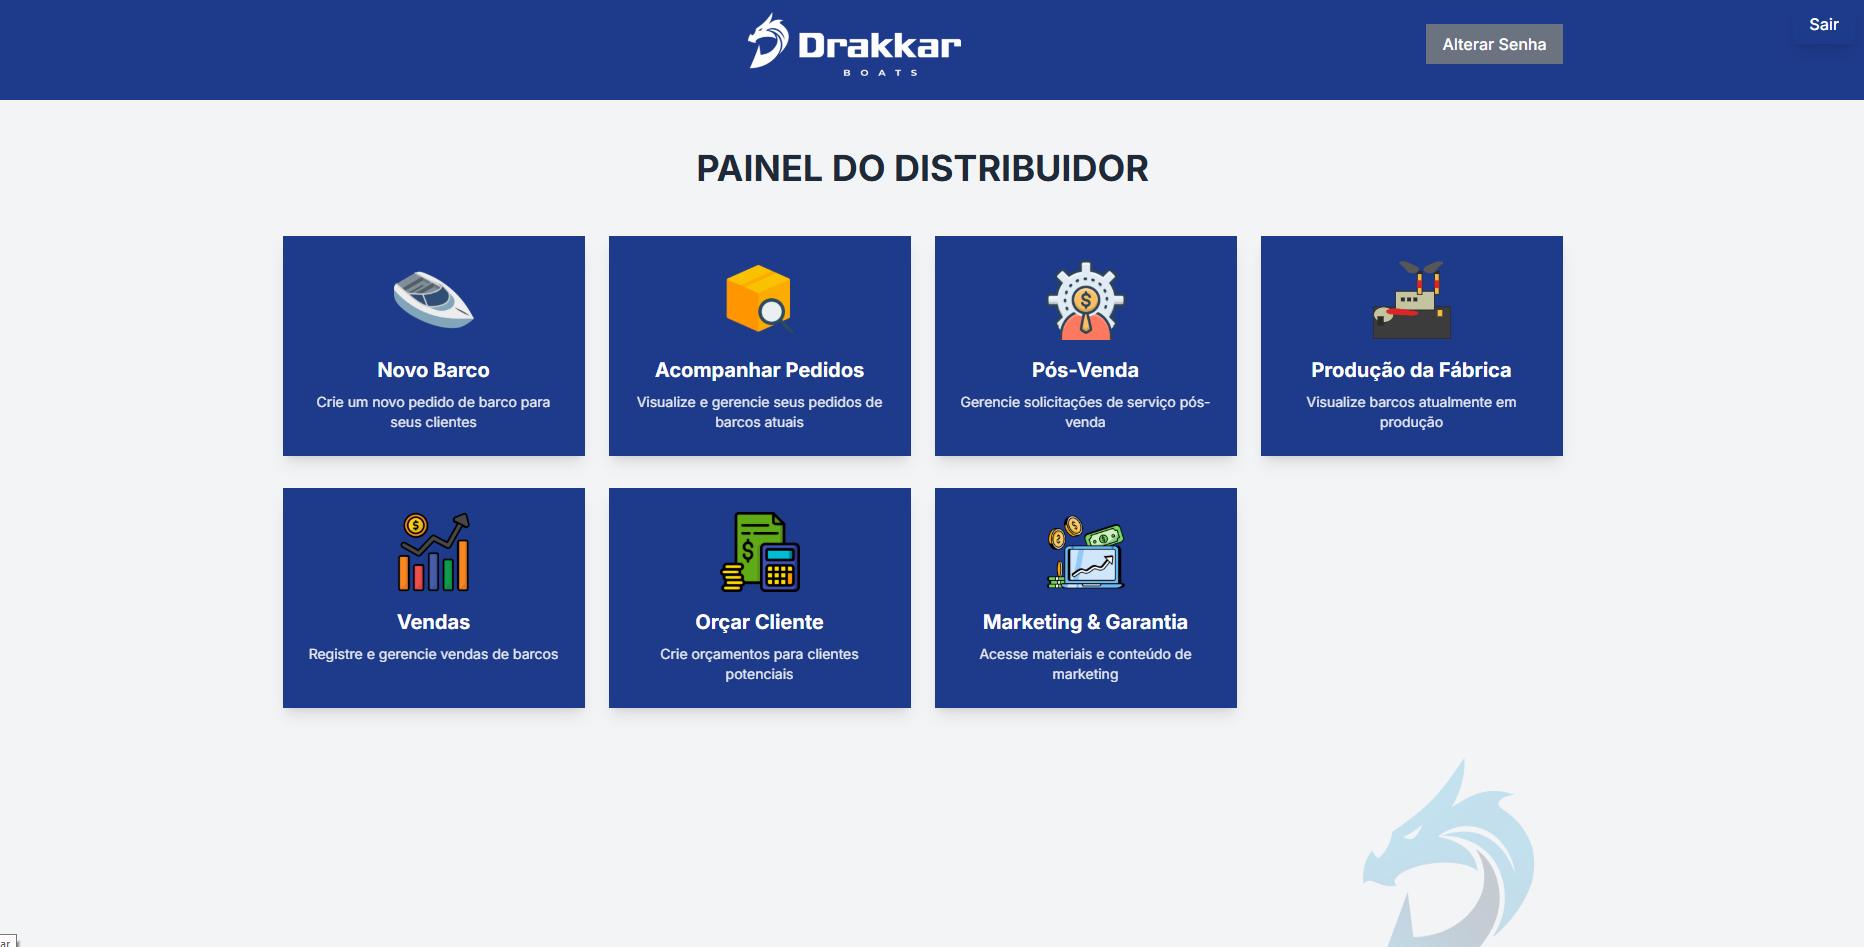 Drakkar
BOATS
Alterar Senha
Sair
PAINEL DO DISTRIBUIDOR
Novo Barco
Crie um novo pedido de barco para
seus clientes
Acompanhar Pedidos
Visualize e gerencie seus pedidos de
barcos atuais
Pós-Venda
Gerencie solicitações de serviço pós-
venda
Produção da Fábrica
Visualize barcos atualmente em
produção
Vendas
Registre e gerencie vendas de barcos
Orçar Cliente
Crie orçamentos para clientes
potenciais
Marketing & Garantia
Acesse materiais e conteúdo de
marketing
ar